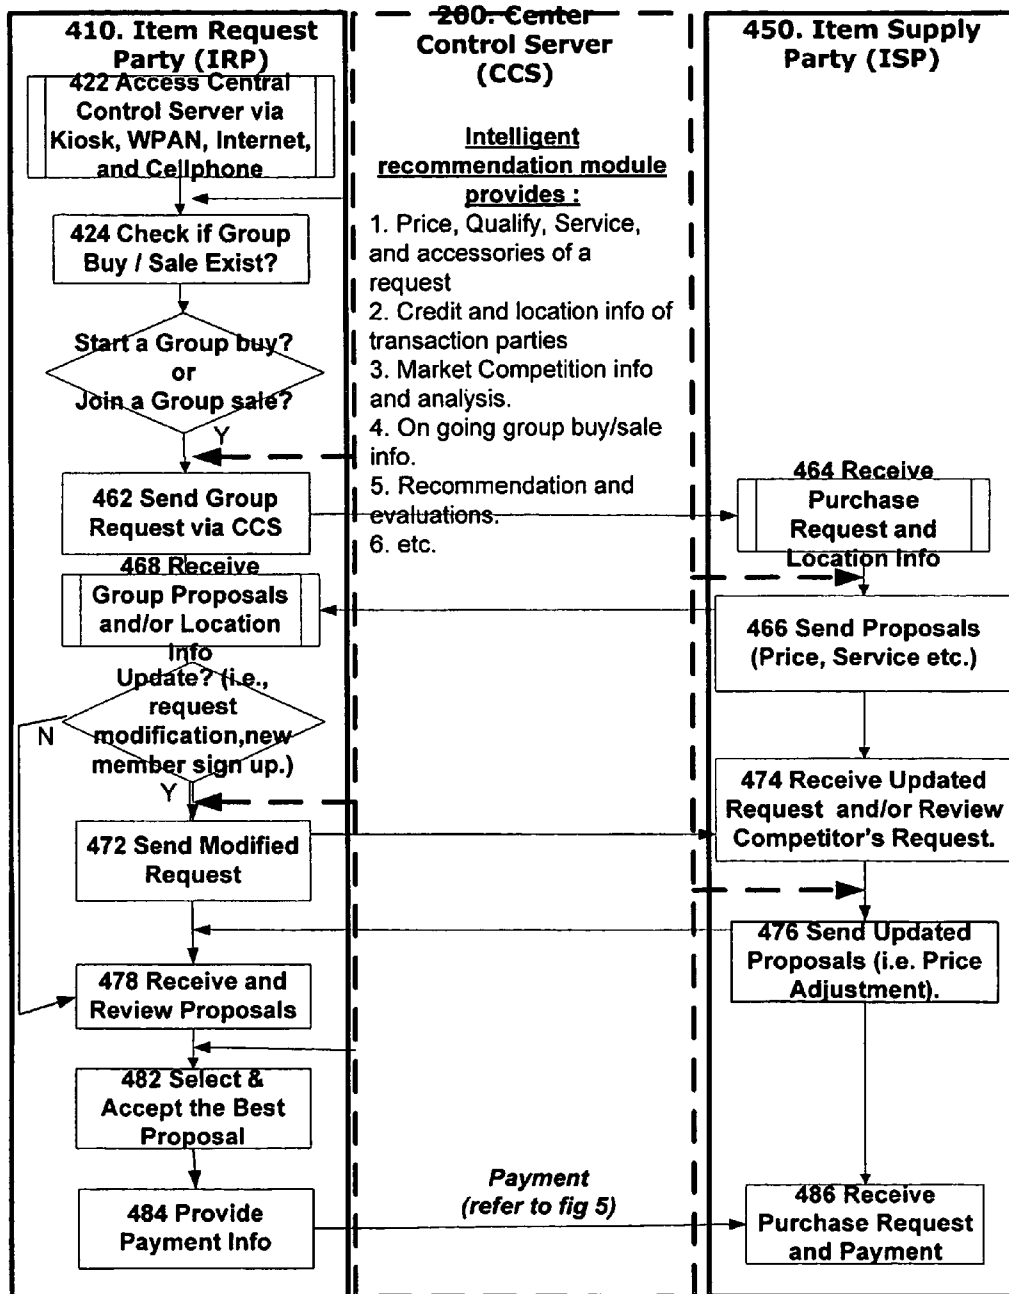 410. Item Request
Party (IRP)
422 Access Central
Control Server via
Kiosk, WPAN, Internet,
and Cellphone
424 Check if Group
Buy / Sale Exist?
Start a Group buy?
or
Join a Group sale?
Y
462 Send Group
Request via CCS
468 Receive
Group Proposals
and/or Location
Info
Update? (i.e.,
request
modification,new
member sign up.)
N
Y
472 Send Modified
Request
478 Receive and
Review Proposals
482 Select &
Accept the Best
Proposal
484 Provide
Payment Info
200. Center
Control Server
(CCS)
Intelligent
recommendation module
provides :
1. Price, Qualify, Service,
and accessories of a
request
2. Credit and location info of
transaction parties
3. Market Competition info
and analysis.
4. On going group buy/sale
info.
5. Recommendation and
evaluations.
6. etc.
Payment
(refer to fig 5)
450. Item Supply
Party (ISP)
464 Receive
Purchase
Request and
Location Info
466 Send Proposals
(Price, Service etc.)
474 Receive Updated
Request and/or Review
Competitor's Request.
476 Send Updated
Proposals (i.e. Price
Adjustment).
486 Receive
Purchase Request
and Payment